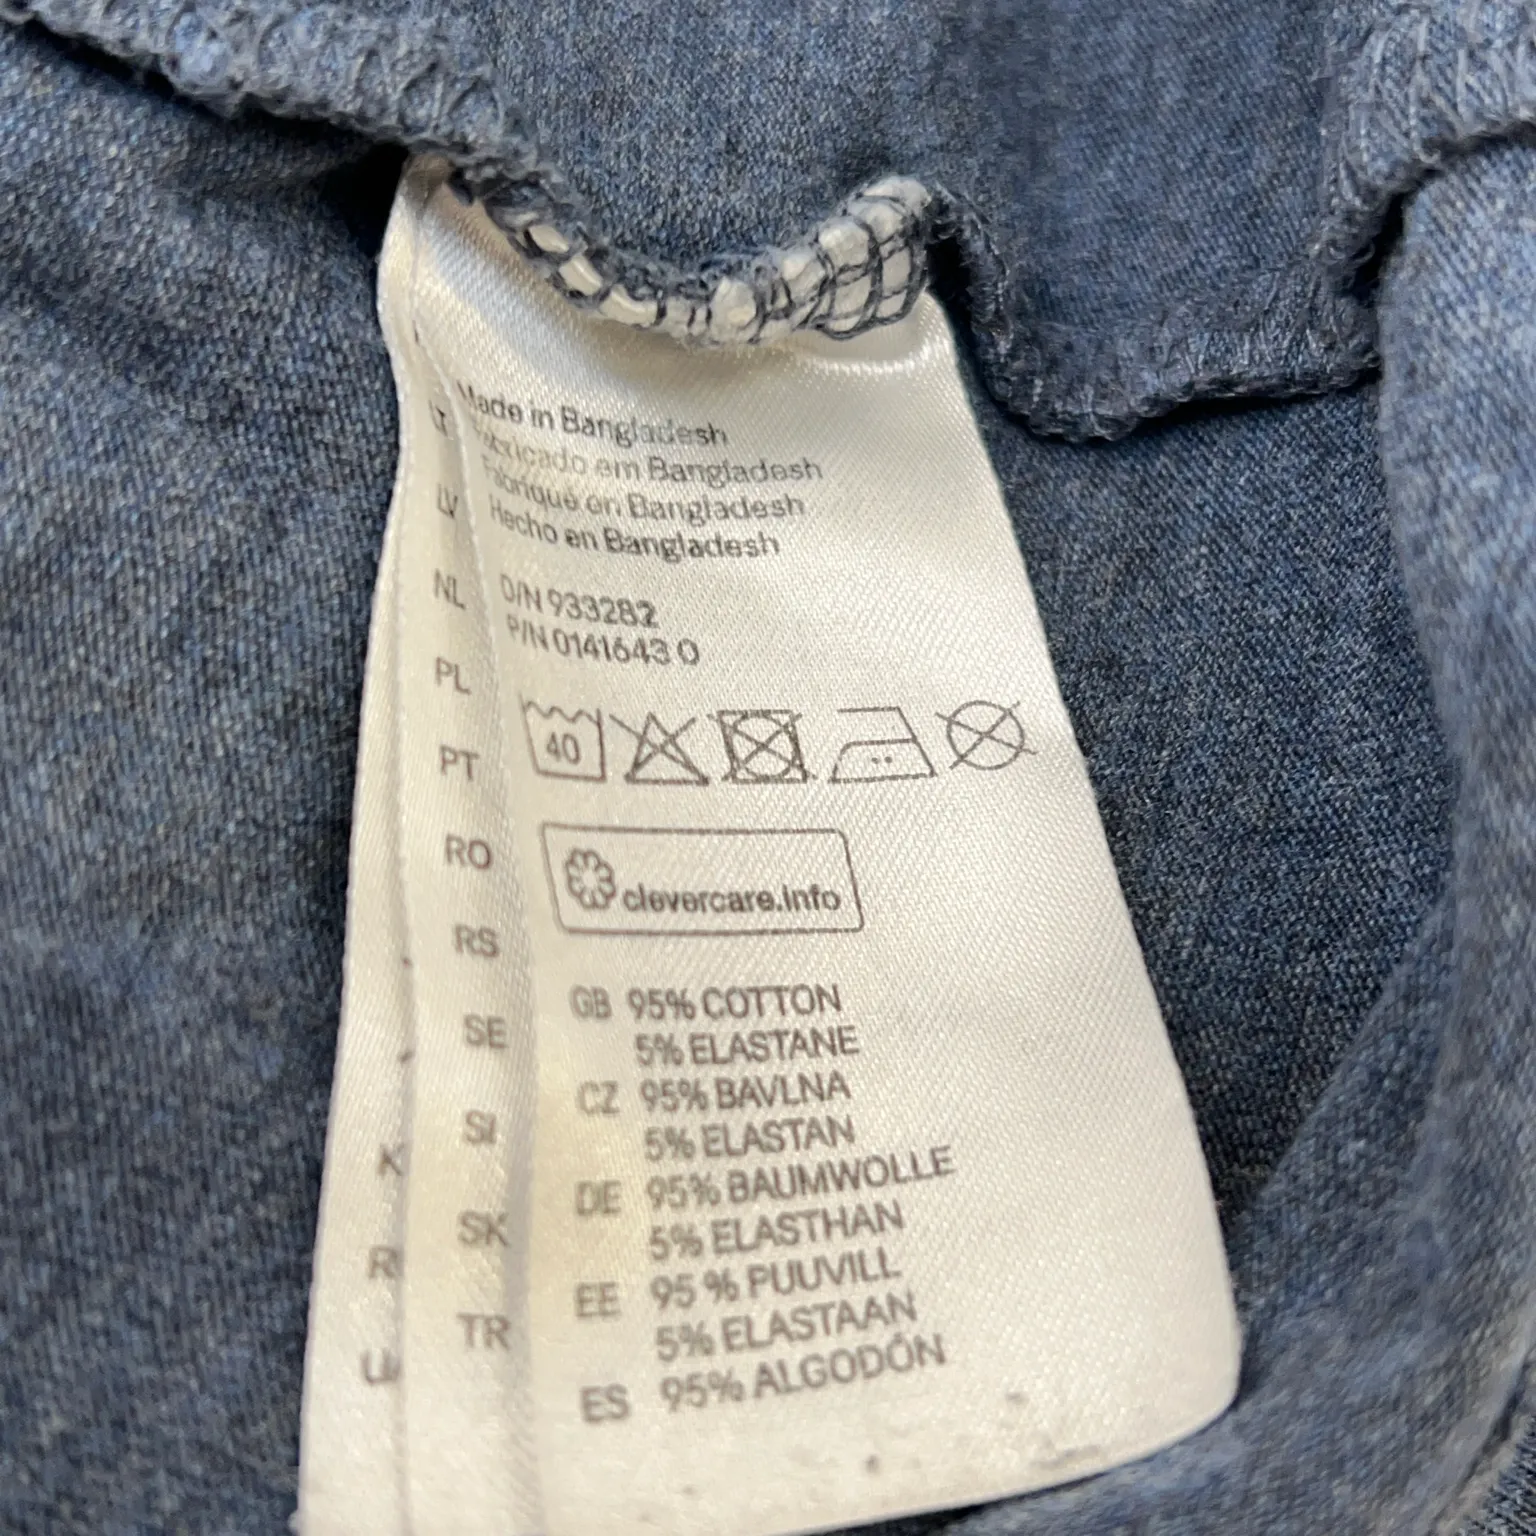 Made in Bangladesh
Fabricado em Bangladesh
Fabriqué en Bangladesh
Hecho en Bangladesh
O/N 933282
P/N 0141643 0
40
clevercare.info
GB 95% COTTON
5% ELASTANE
CZ 95% BAVLNA
5% ELASTAN
DE 95% BAUMWOLLE
5% ELASTHAN
EE 95 % PUUVILL
5% ELASTAAN
ES 95% ALGODÓN
LT
LV
NL
PL
PT
RO
RS
SE
SI
SK
TR